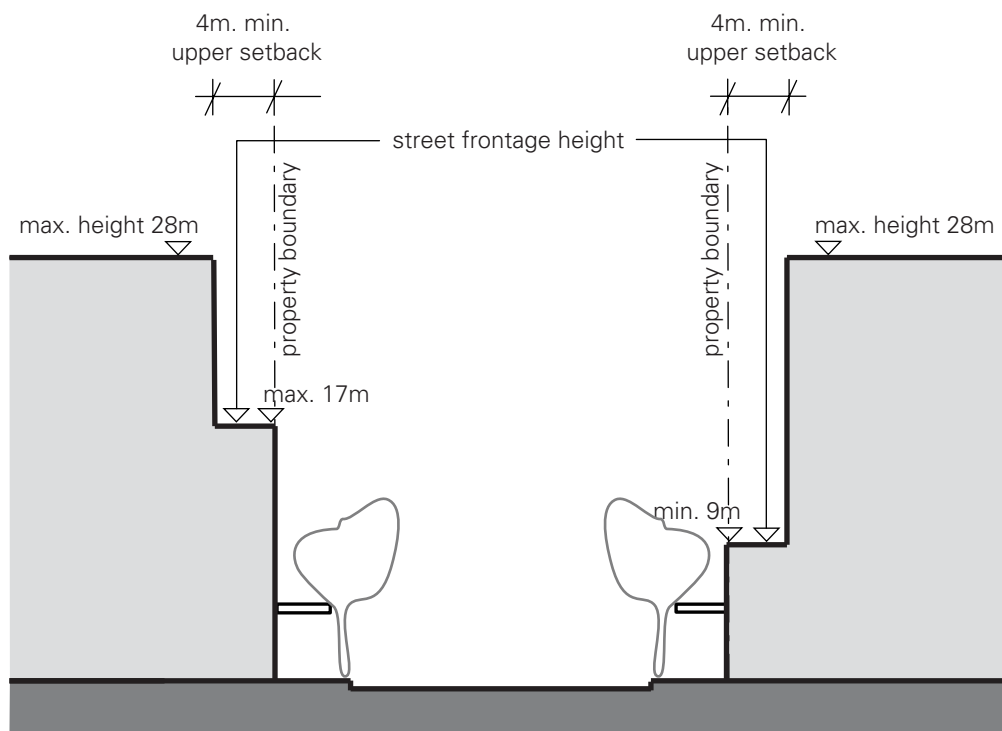 4m. min.
upper setback
4m. min.
upper setback
street frontage height
property boundary
property boundary
max. height 28m
max. height 28m
max. 17m
min. 9m